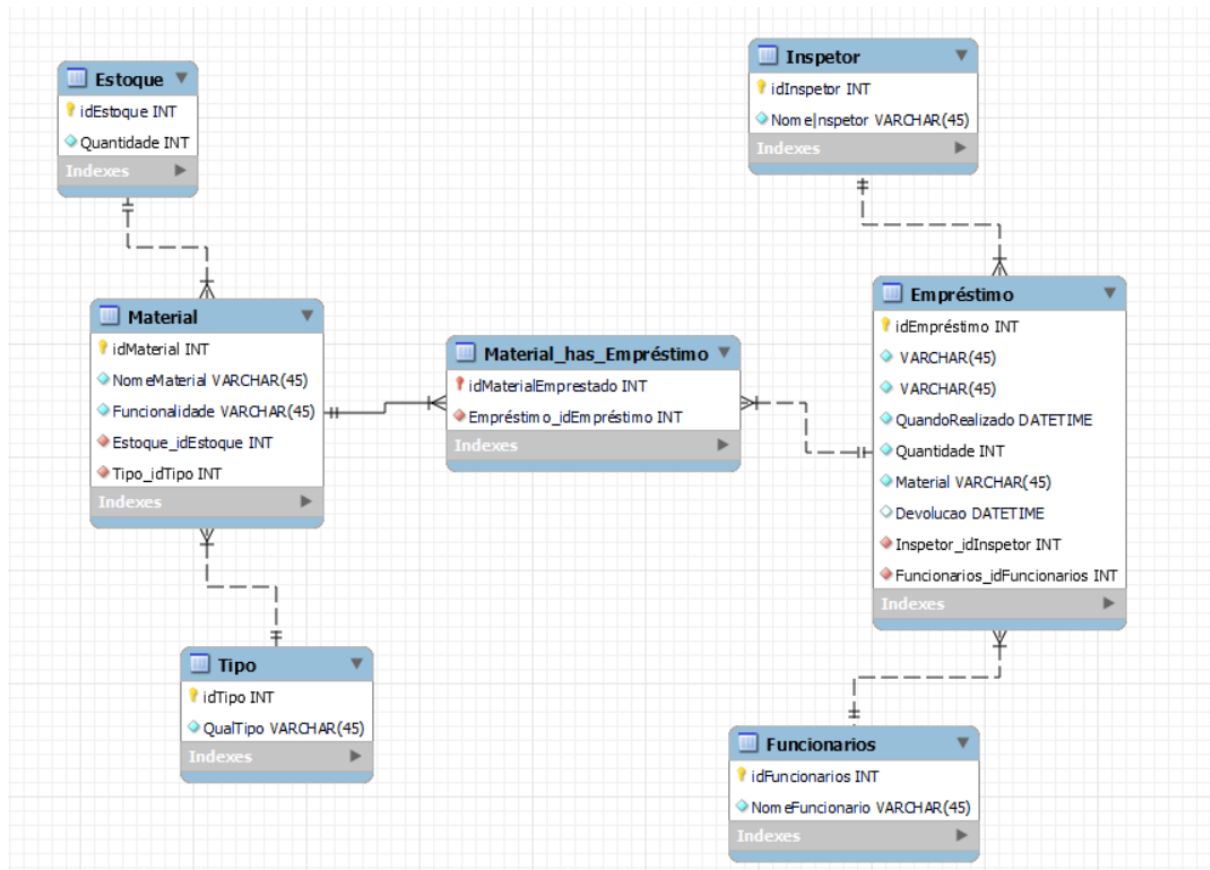 Estoque
idEstoque INT
Quantidade INT
Indexes
Inspetor
idInspetor INT
Nome|nspetor VARCHAR(45)
Indexes
Material
idMaterial INT
NomeMaterial VARCHAR(45)
Funcionalidade VARCHAR(45)
Estoque_idEstoque INT
Tipo_idTipo INT
Indexes
Material_has_Empréstimo
idMaterialEmprestado INT
Empréstimo_idEmpréstimo INT
Indexes
Empréstimo
idEmpréstimo INT
VARCHAR(45)
VARCHAR(45)
QuandoRealizado DATETIME
Quantidade INT
Material VARCHAR(45)
Devolucao DATETIME
Inspetor_idInspetor INT
Funcionarios_idFuncionarios INT
Indexes
Tipo
idTipo INT
QualTipo VARCHAR(45)
Indexes
Funcionarios
idFuncionarios INT
NomeFuncionario VARCHAR(45)
Indexes